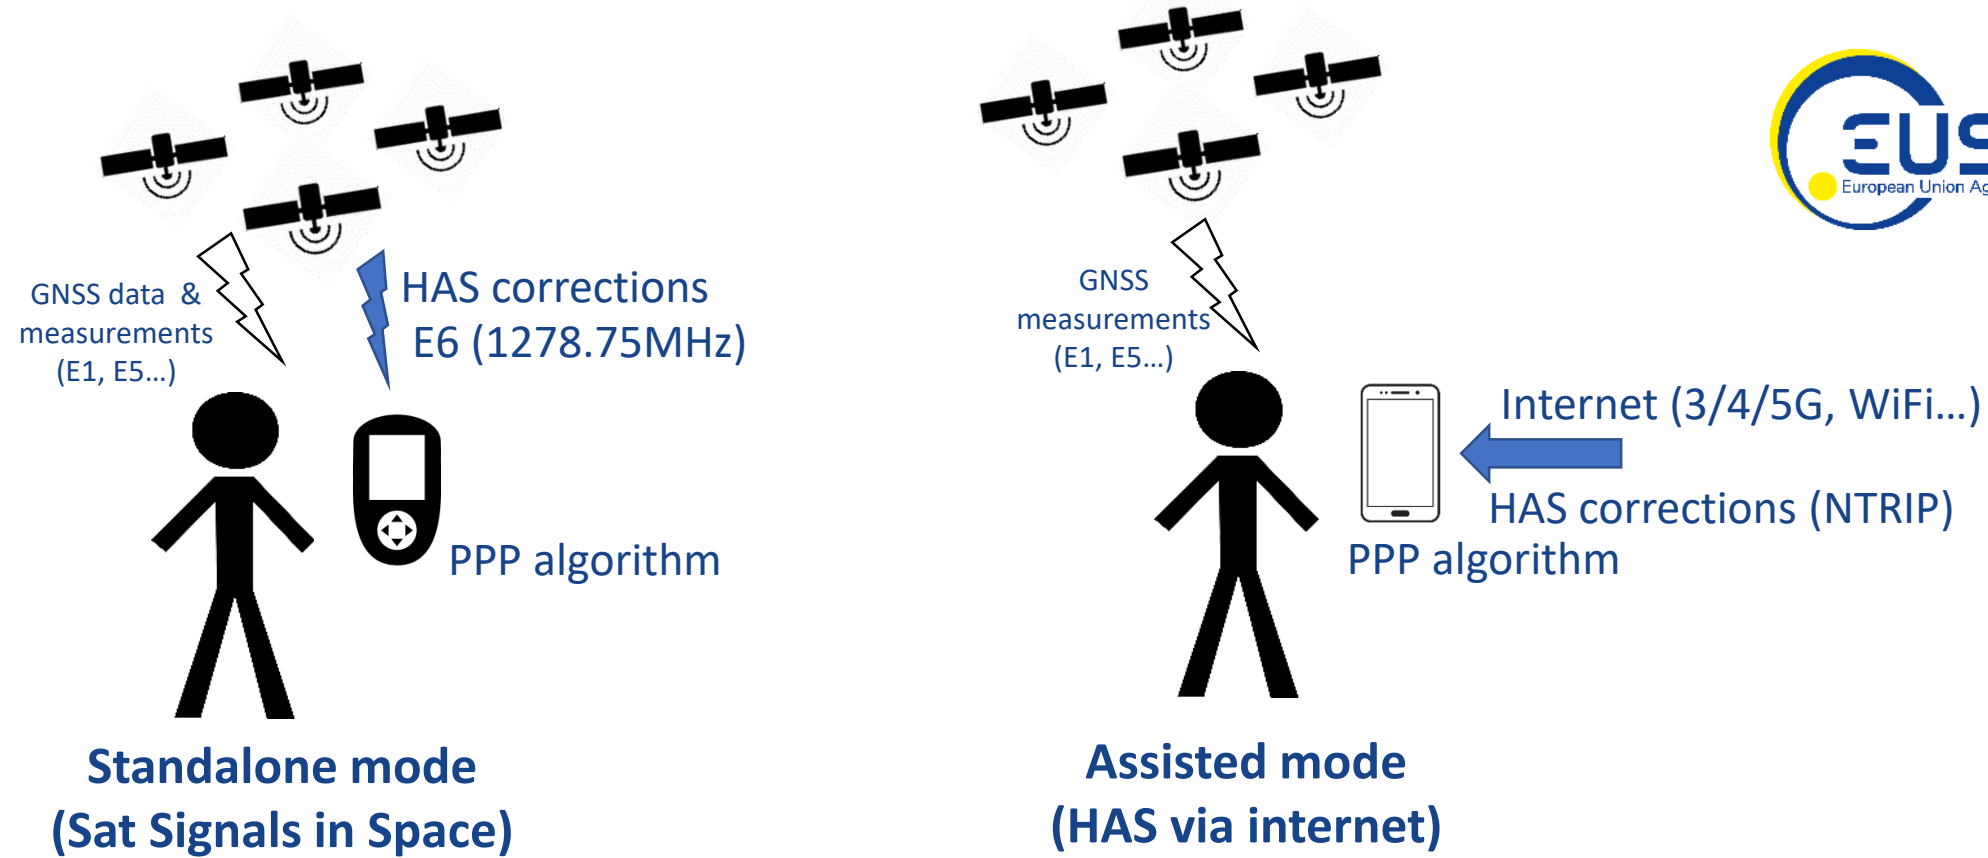 GNSS data &
measurements
(E1, E5...)
HAS corrections
E6 (1278.75MHz)
PPP algorithm
Standalone mode
(Sat Signals in Space)
GNSS
measurements
(E1, E5...)
Internet (3/4/5G, WiFi...)
HAS corrections (NTRIP)
PPP algorithm
Assisted mode
(HAS via internet)
EUS
European Union Ag